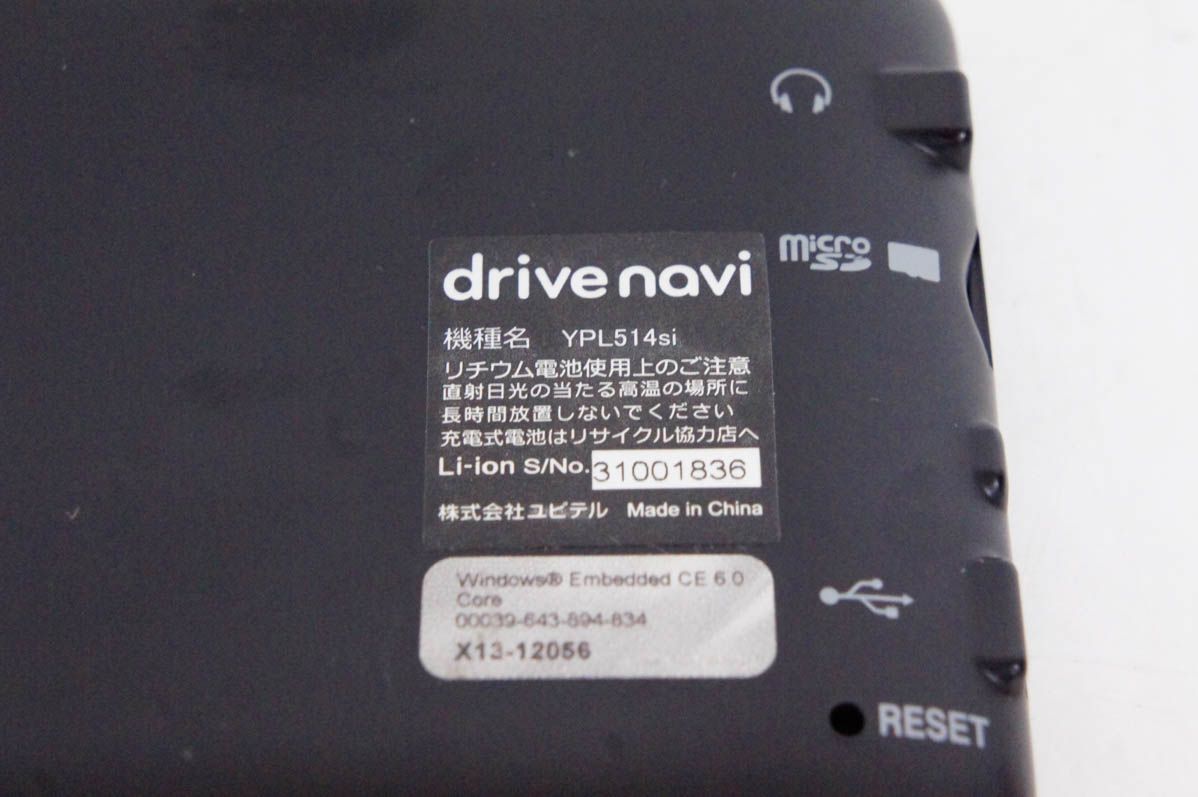 micro
SD
drive navi
機種名 YPL514si
リチウム電池使用上のご注意
直射日光の当たる高温の場所に
長時間放置しないでください
充電式電池はリサイクル協力店へ
Li-ion S/No. 31001836
株式会社ユピテル Made in China
Windows® Embedded CE 6.0
Core
00039-643-894-834
X13-12056
RESET